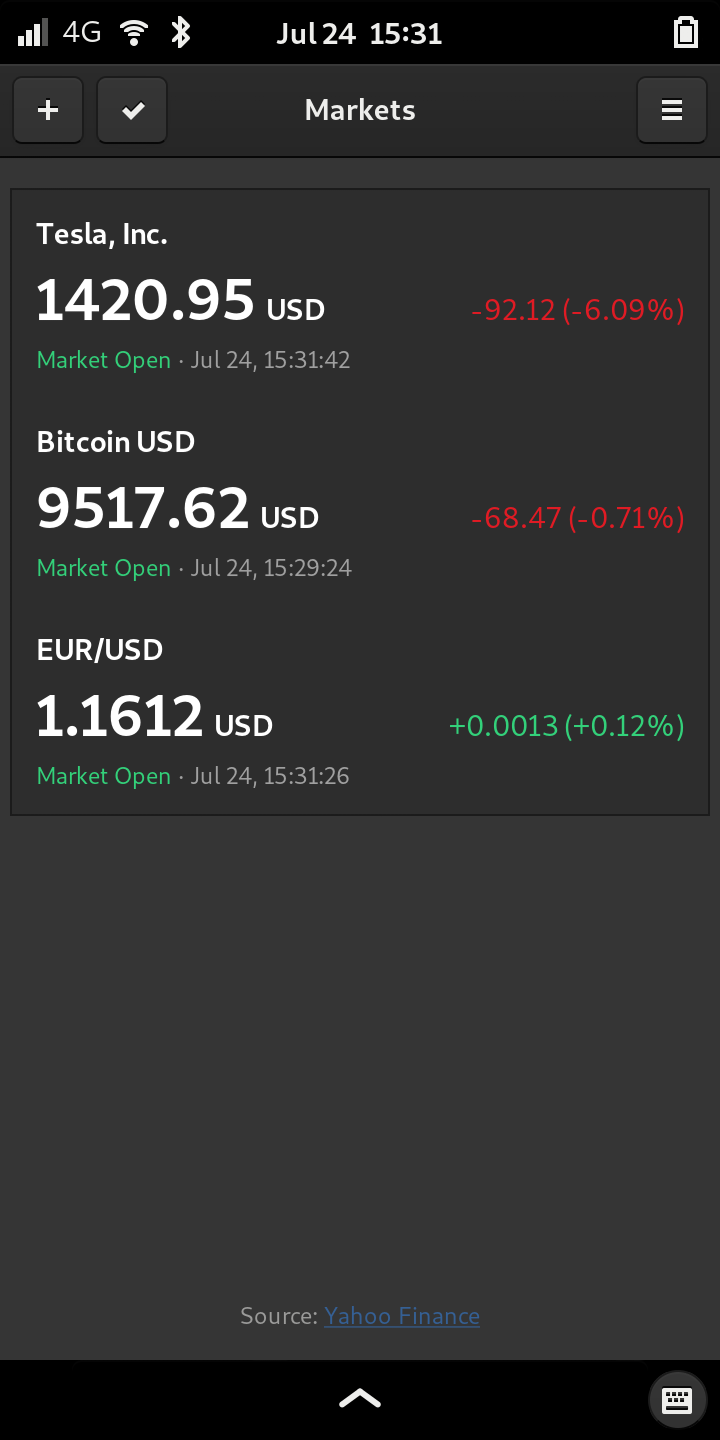 4G Jul 24 15:31
Markets
Tesla, Inc.
1420.95 USD -92.12 (-6.09%)
Market Open · Jul 24, 15:31:42
Bitcoin USD
9517.62 USD -68.47 (-0.71%)
Market Open · Jul 24, 15:29:24
EUR/USD
1.1612 USD +0.0013 (+0.12%)
Market Open · Jul 24, 15:31:26
Source: Yahoo Finance